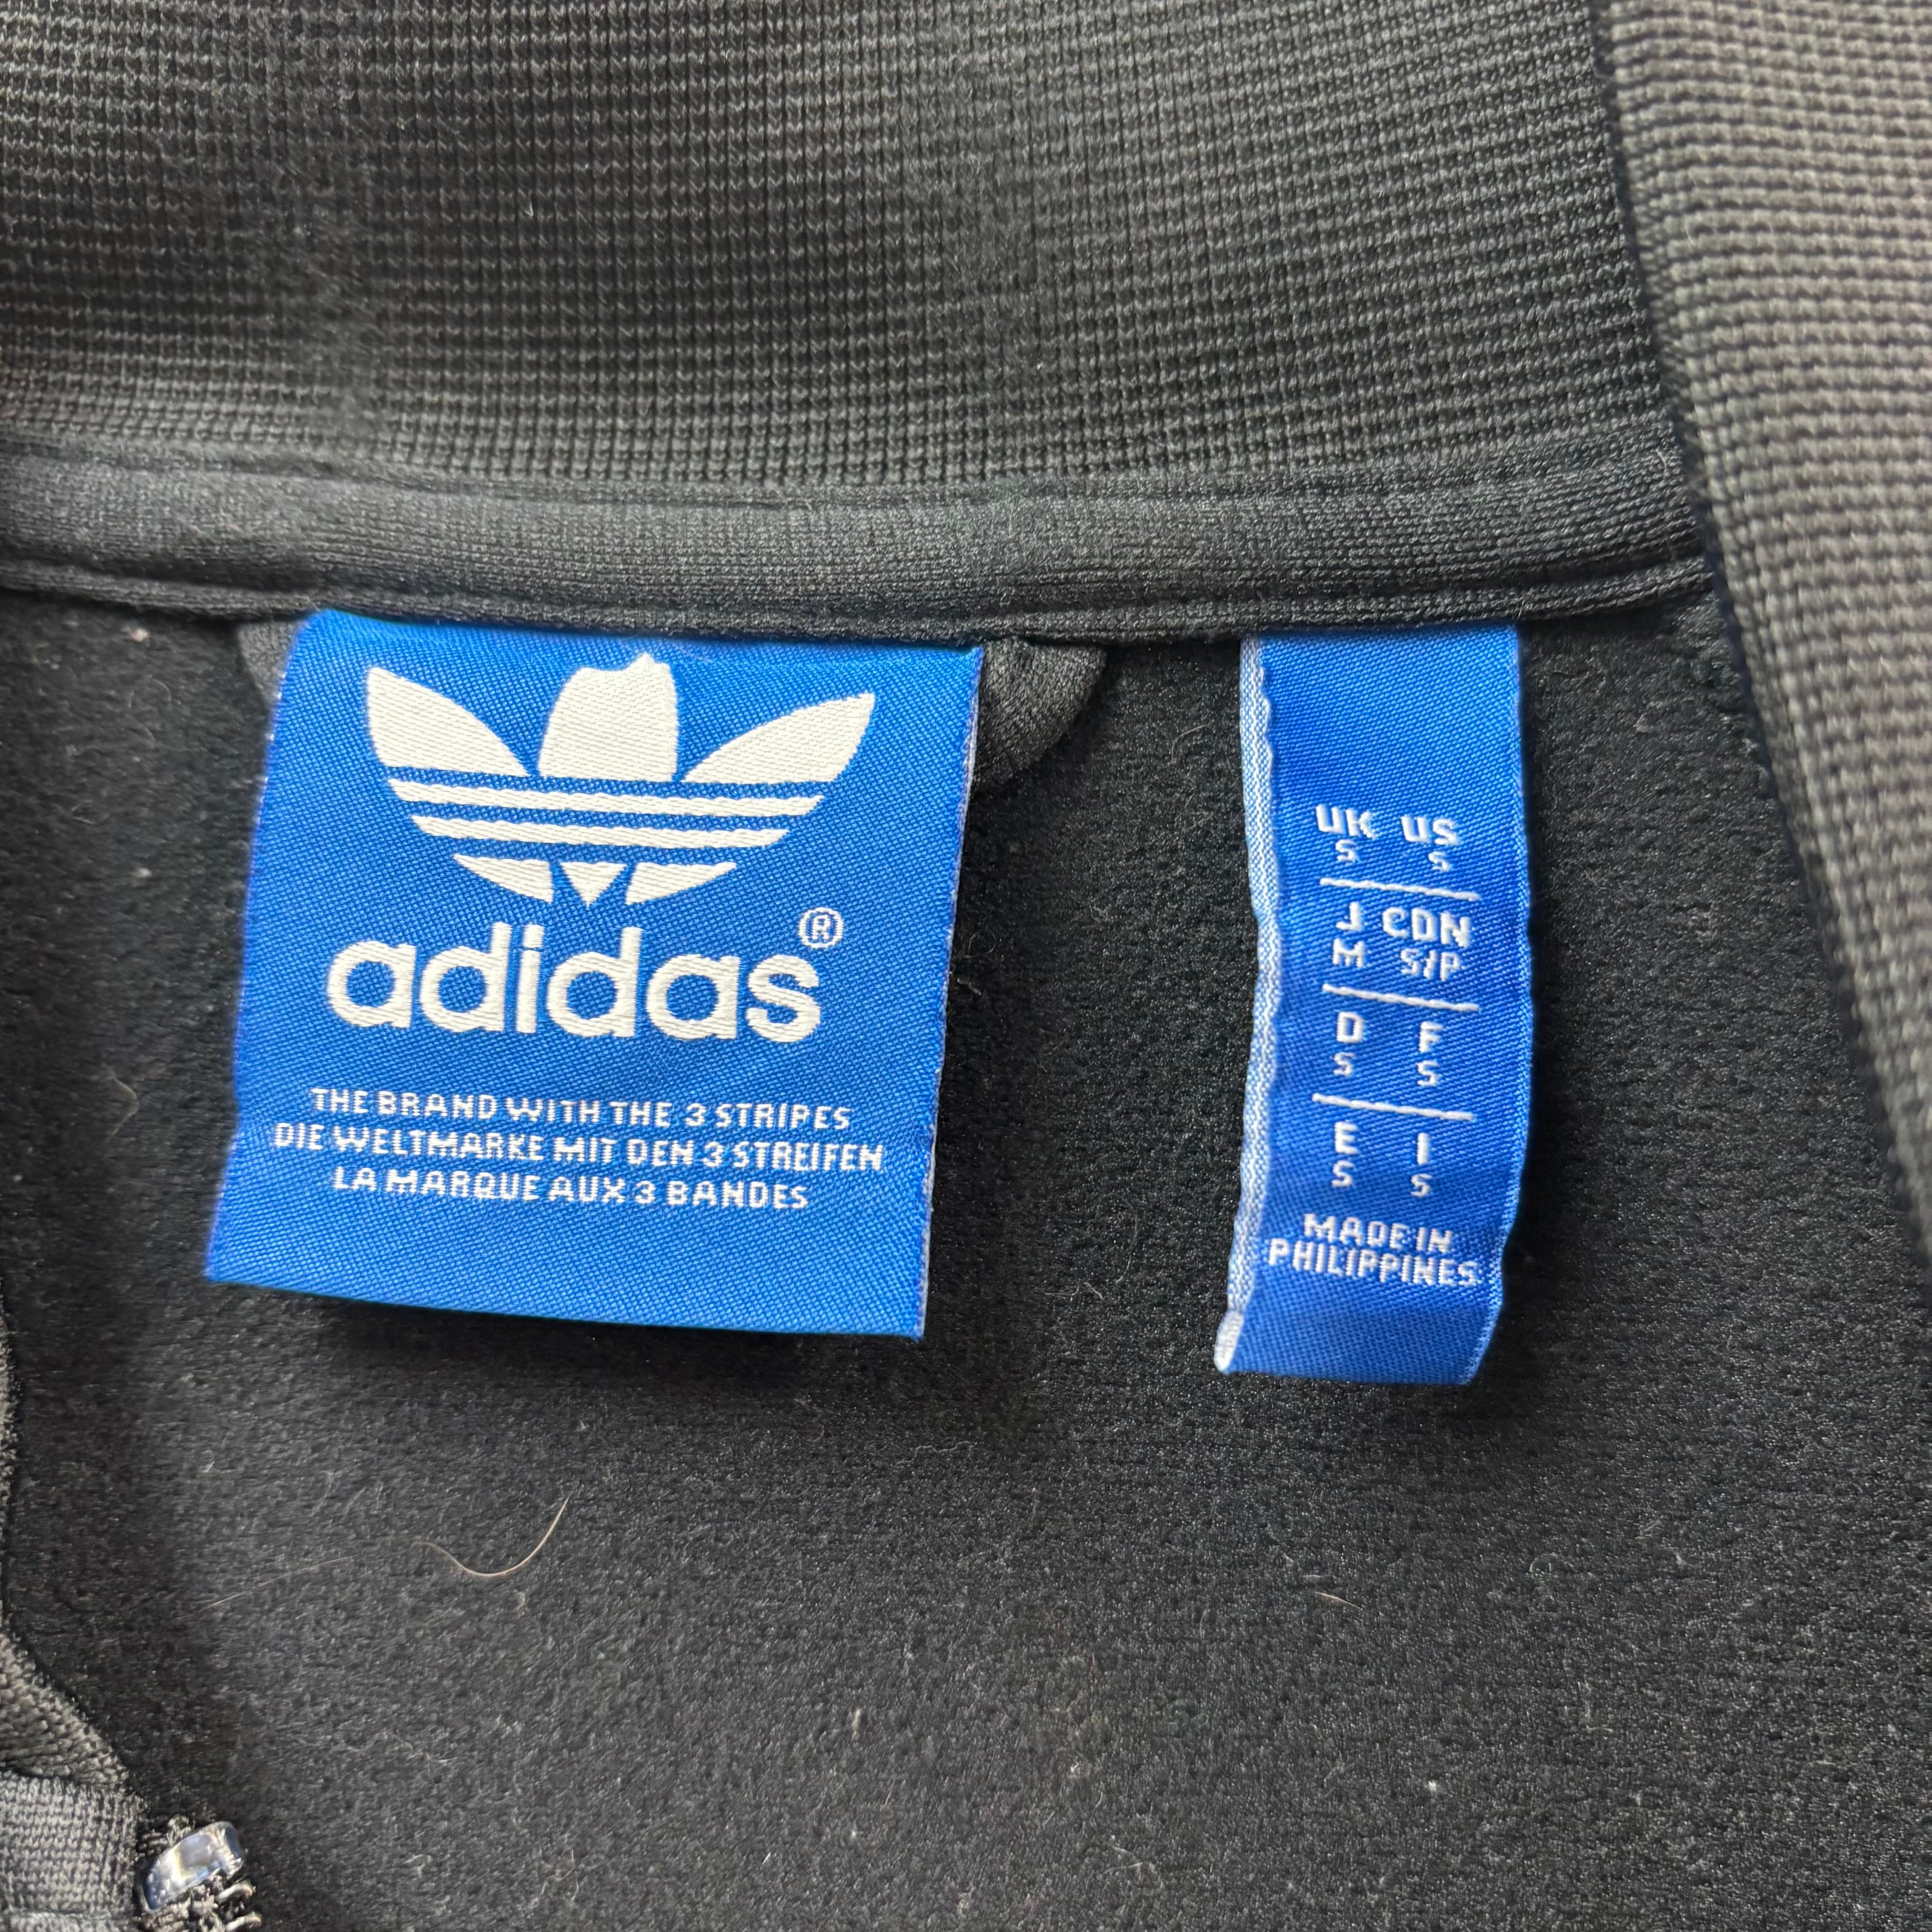 adidas®
THE BRAND WITH THE 3 STRIPES
DIE WELTMARKE MIT DEN 3 STREIFEN
LA MARQUE AUX 3 BANDES
UK US
S S
J CDN
M S/P
D F
S S
E I
S S
MADE IN
PHILIPPINES